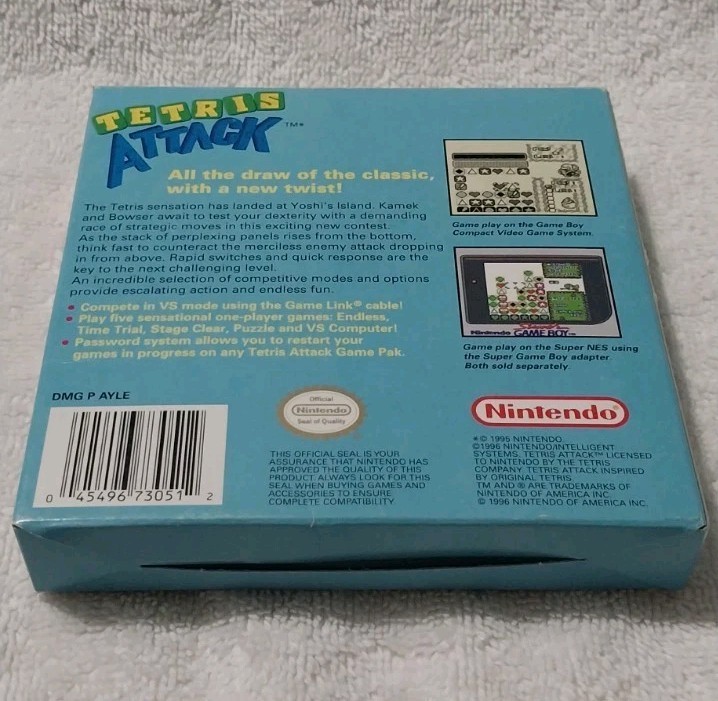 TETRIS
ATTACK™*
All the draw of the classic,
with a new twist!
The Tetris sensation has landed at Yoshi's Island. Kamek
and Bowser await to test your dexterity with a demanding
race of strategic moves in this exciting new contest.
As the stack of perplexing panels rises from the bottom,
think fast to counteract the merciless enemy attack dropping
in from above. Rapid switches and quick response are the
key to the next challenging level.
An incredible selection of competitive modes and options
provide escalating action and endless fun.
• Compete in VS mode using the Game Link® cable!
• Play five sensational one-player games: Endless,
Time Trial, Stage Clear, Puzzle and VS Computer!
• Password system allows you to restart your
games in progress on any Tetris Attack Game Pak.
Game play on the Game Boy
Compact Video Game System.
Nintendo GAME BOY
Game play on the Super NES using
the Super Game Boy adapter.
Both sold separately.
DMG P AYLE
0 45496 73051 2
Official
Nintendo
Seal of Quality
THIS OFFICIAL SEAL IS YOUR
ASSURANCE THAT NINTENDO HAS
APPROVED THE QUALITY OF THIS
PRODUCT. ALWAYS LOOK FOR THIS
SEAL WHEN BUYING GAMES AND
ACCESSORIES TO ENSURE
COMPLETE COMPATIBILITY.
Nintendo®
*© 1995 NINTENDO.
©1996 NINTENDO/INTELLIGENT
SYSTEMS. TETRIS ATTACK™ LICENSED
TO NINTENDO BY THE TETRIS
COMPANY. TETRIS ATTACK INSPIRED
BY ORIGINAL TETRIS
TM AND ® ARE TRADEMARKS OF
NINTENDO OF AMERICA INC.
© 1996 NINTENDO OF AMERICA INC.